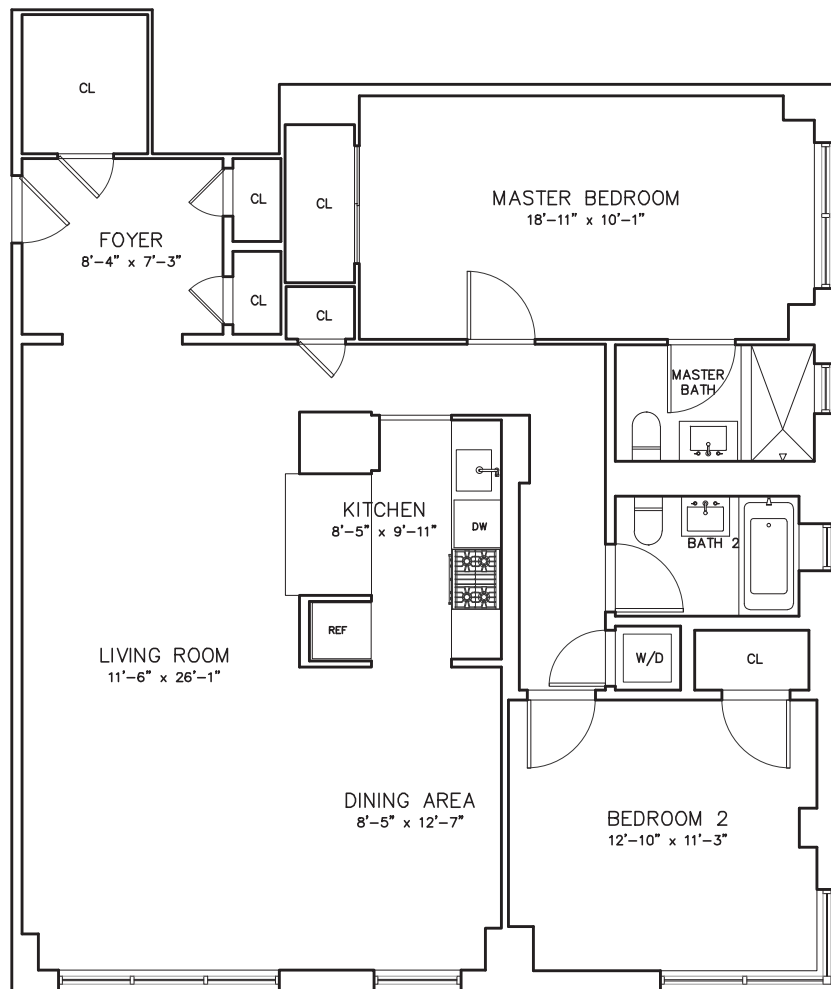 CL
MASTER BEDROOM
18'-11" x 10'-1"
CL
CL
FOYER
8'-4" x 7'-3"
CL
CL
MASTER
BATH
KITCHEN
8'-5" x 9'-11"
DW
BATH 2
REF
LIVING ROOM
11'-6" x 26'-1"
W/D
CL
DINING AREA
8'-5" x 12'-7"
BEDROOM 2
12'-10" x 11'-3"